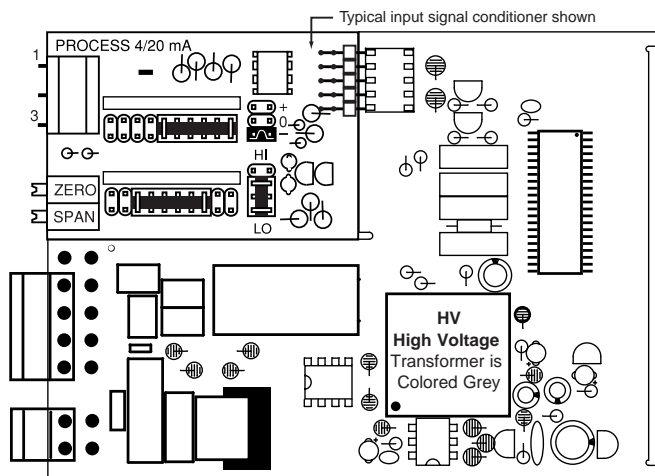 Typical input signal conditioner shown
PROCESS 4/20 mA
1
3
+
0
–
HI
LO
ZERO
SPAN
HV
High Voltage
Transformer is
Colored Grey